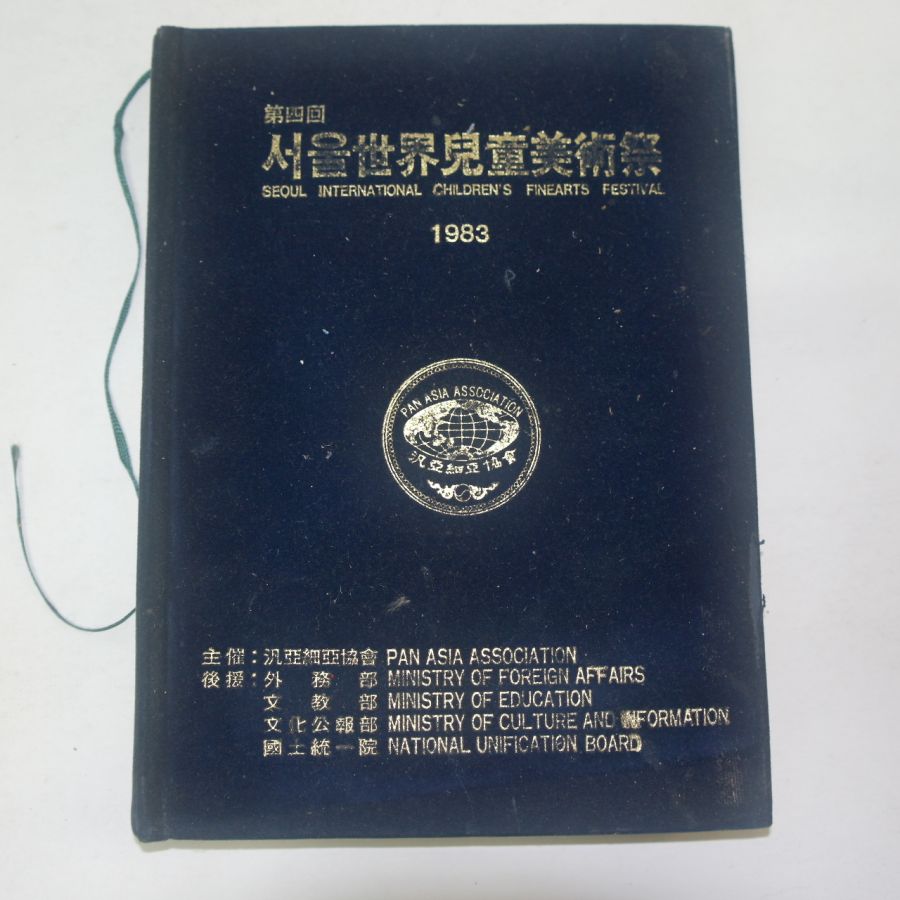 第四回
서울世界兒童美術祭
SEOUL INTERNATIONAL CHILDREN'S FINEARTS FESTIVAL
1983
PAN ASIA ASSOCIATION
汎亞細亞協會
主催:汎亞細亞協會 PAN ASIA ASSOCIATION
後援:外務部 MINISTRY OF FOREIGN AFFAIRS
文教部 MINISTRY OF EDUCATION
文化公報部 MINISTRY OF CULTURE AND INFORMATION
國土統一院 NATIONAL UNIFICATION BOARD